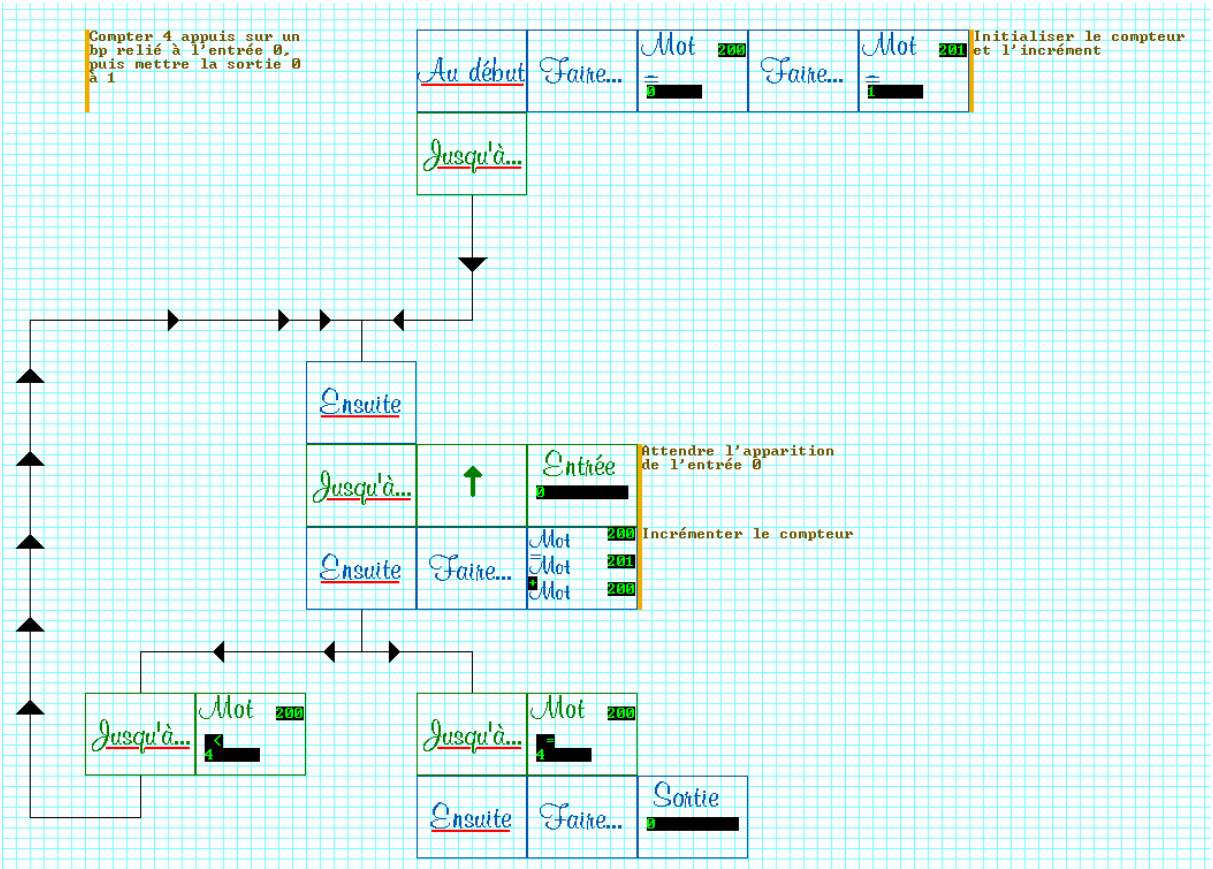 Compter 4 appuis sur un
bp relié à l'entrée 0,
puis mettre la sortie 0
à 1
Au début
Faire...
Mot 200
=
0
Faire...
Mot 201
=
1
Initialiser le compteur
et l'incrément
Jusqu'à...
Ensuite
Jusqu'à...
Entrée
0
Attendre l'apparition
de l'entrée 0
Ensuite
Faire...
Mot 200
=
Mot 201
+
Mot 200
Incrémenter le compteur
Jusqu'à...
Mot 200
<
4
Jusqu'à...
Mot 200
=
4
Ensuite
Faire...
Sortie
0